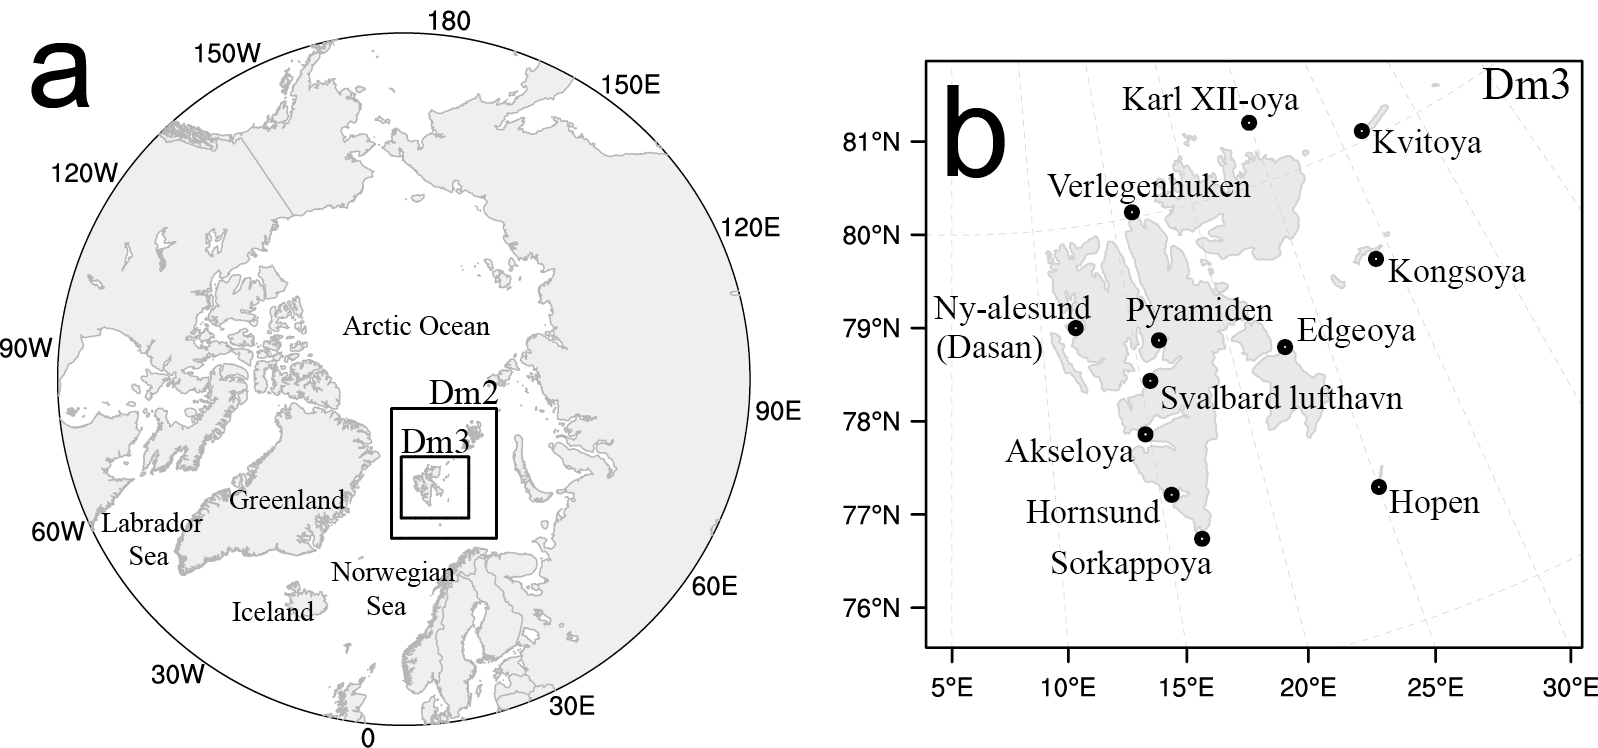 a
180
150W
150E
120W
120E
90W
Arctic Ocean
Dm2
90E
Dm3
Greenland
Labrador
Sea
60W
Norwegian
Sea
60E
Iceland
30W
30E
0
b
Dm3
Karl XII-oya
81°N
Kvitoya
Verlegenhuken
80°N
Kongsoya
Ny-alesund
(Dasan)
Pyramiden
79°N
Edgeoya
Svalbard lufthavn
78°N
Akseloya
Hopen
77°N
Hornsund
Sorkappoya
76°N
5°E
10°E
15°E
20°E
25°E
30°E